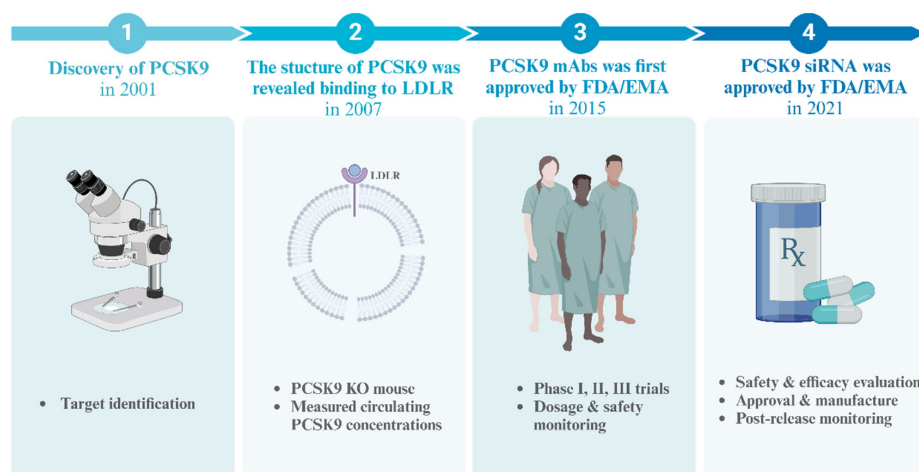 1
Discovery of PCSK9
in 2001
• Target identification
2
The stucture of PCSK9 was
revealed binding to LDLR
in 2007
LDLR
• PCSK9 KO mouse
• Measured circulating
PCSK9 concentrations
3
PCSK9 mAbs was first
approved by FDA/EMA
in 2015
• Phase I, II, III trials
• Dosage & safety
monitoring
4
PCSK9 siRNA was
approved by FDA/EMA
in 2021
Rx
• Safety & efficacy evaluation
• Approval & manufacture
• Post-release monitoring